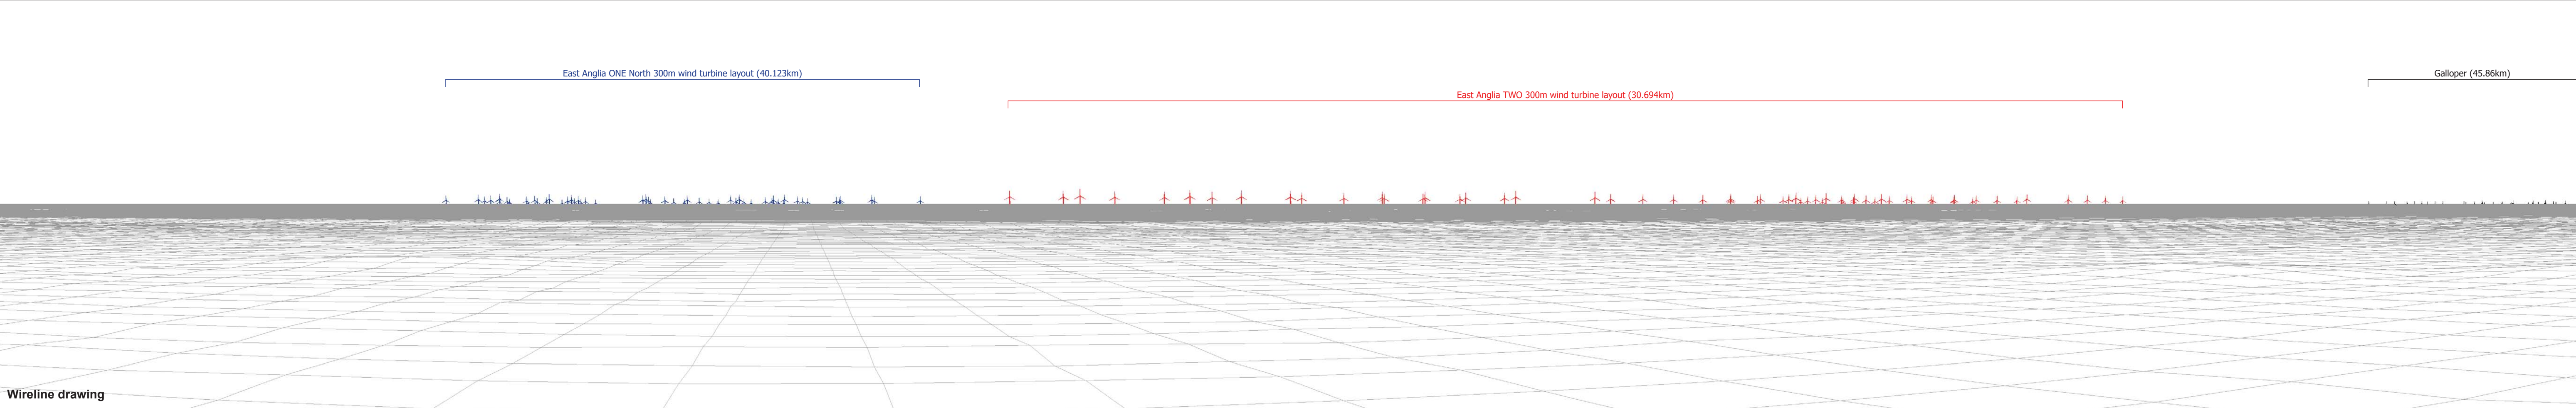 East Anglia ONE North 300m wind turbine layout (40.123km)
Galloper (45.86km)
East Anglia TWO 300m wind turbine layout (30.694km)
Wireline drawing